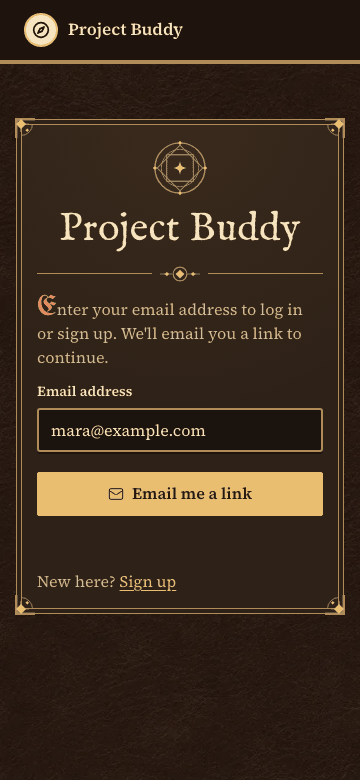 Project Buddy
Project Buddy
Enter your email address to log in
or sign up. We'll email you a link to
continue.
Email address
mara@example.com
Email me a link
New here? Sign up